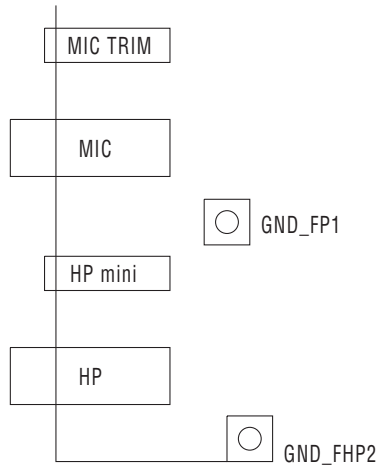 MIC TRIM
MIC
GND_FP1
HP mini
HP
GND_FHP2